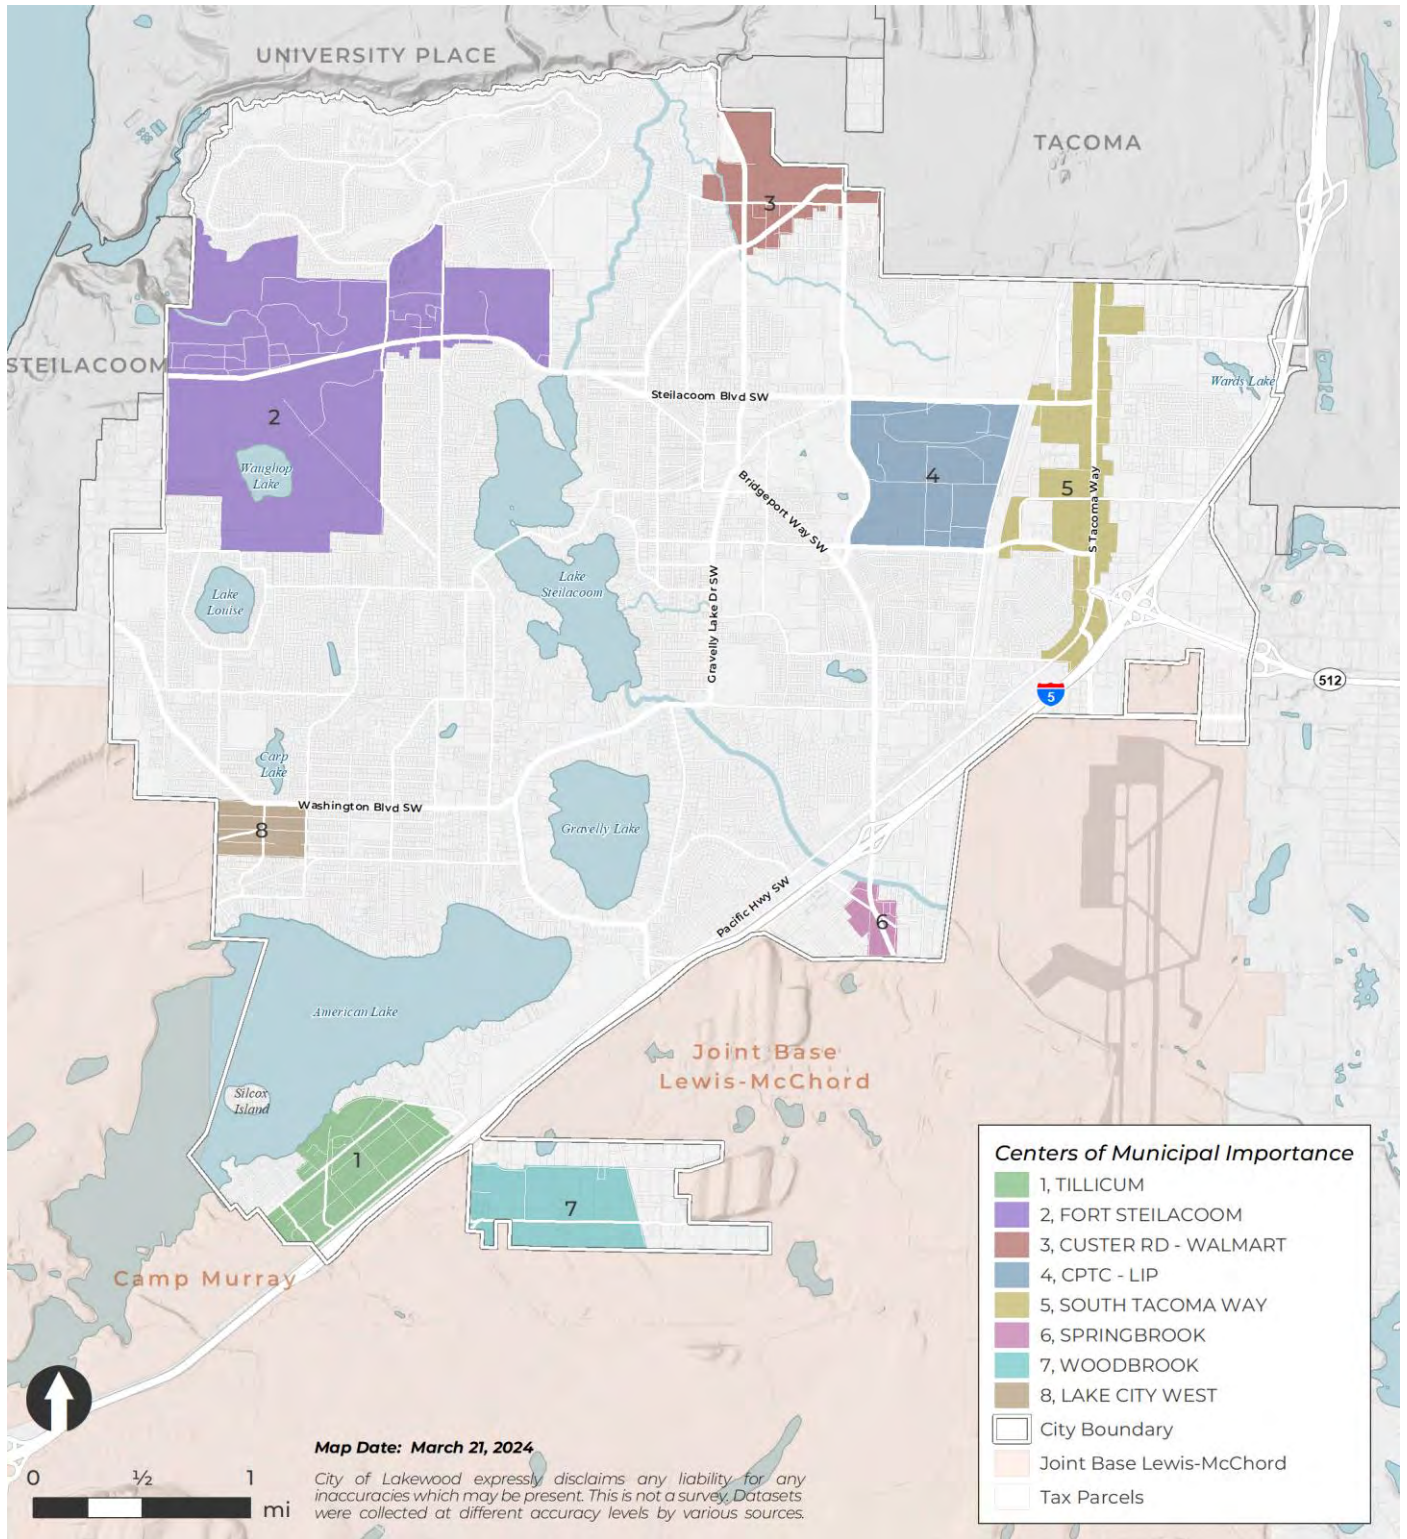 UNIVERSITY PLACE
TACOMA
3
STEILACOOM
Wards Lake
Steilacoom Blvd SW
2
Waughop
Lake
4
5
Bridgeport Way SW
S Tacoma Way
Lake
Steilacoom
Lake
Louise
Gravelly Lake Dr SW
512
5
Carp
Lake
Washington Blvd SW
8
Gravelly Lake
Pacific Hwy SW
6
American Lake
Joint Base
Lewis-McChord
Silcox
Island
1
7
Camp Murray
Centers of Municipal Importance
1, TILLICUM
2, FORT STEILACOOM
3, CUSTER RD - WALMART
4, CPTC - LIP
5, SOUTH TACOMA WAY
6, SPRINGBROOK
7, WOODBROOK
8, LAKE CITY WEST
City Boundary
Joint Base Lewis-McChord
Tax Parcels
Map Date: March 21, 2024
City of Lakewood expressly disclaims any liability for any
inaccuracies which may be present. This is not a survey. Datasets
were collected at different accuracy levels by various sources.
0 ½ 1
mi